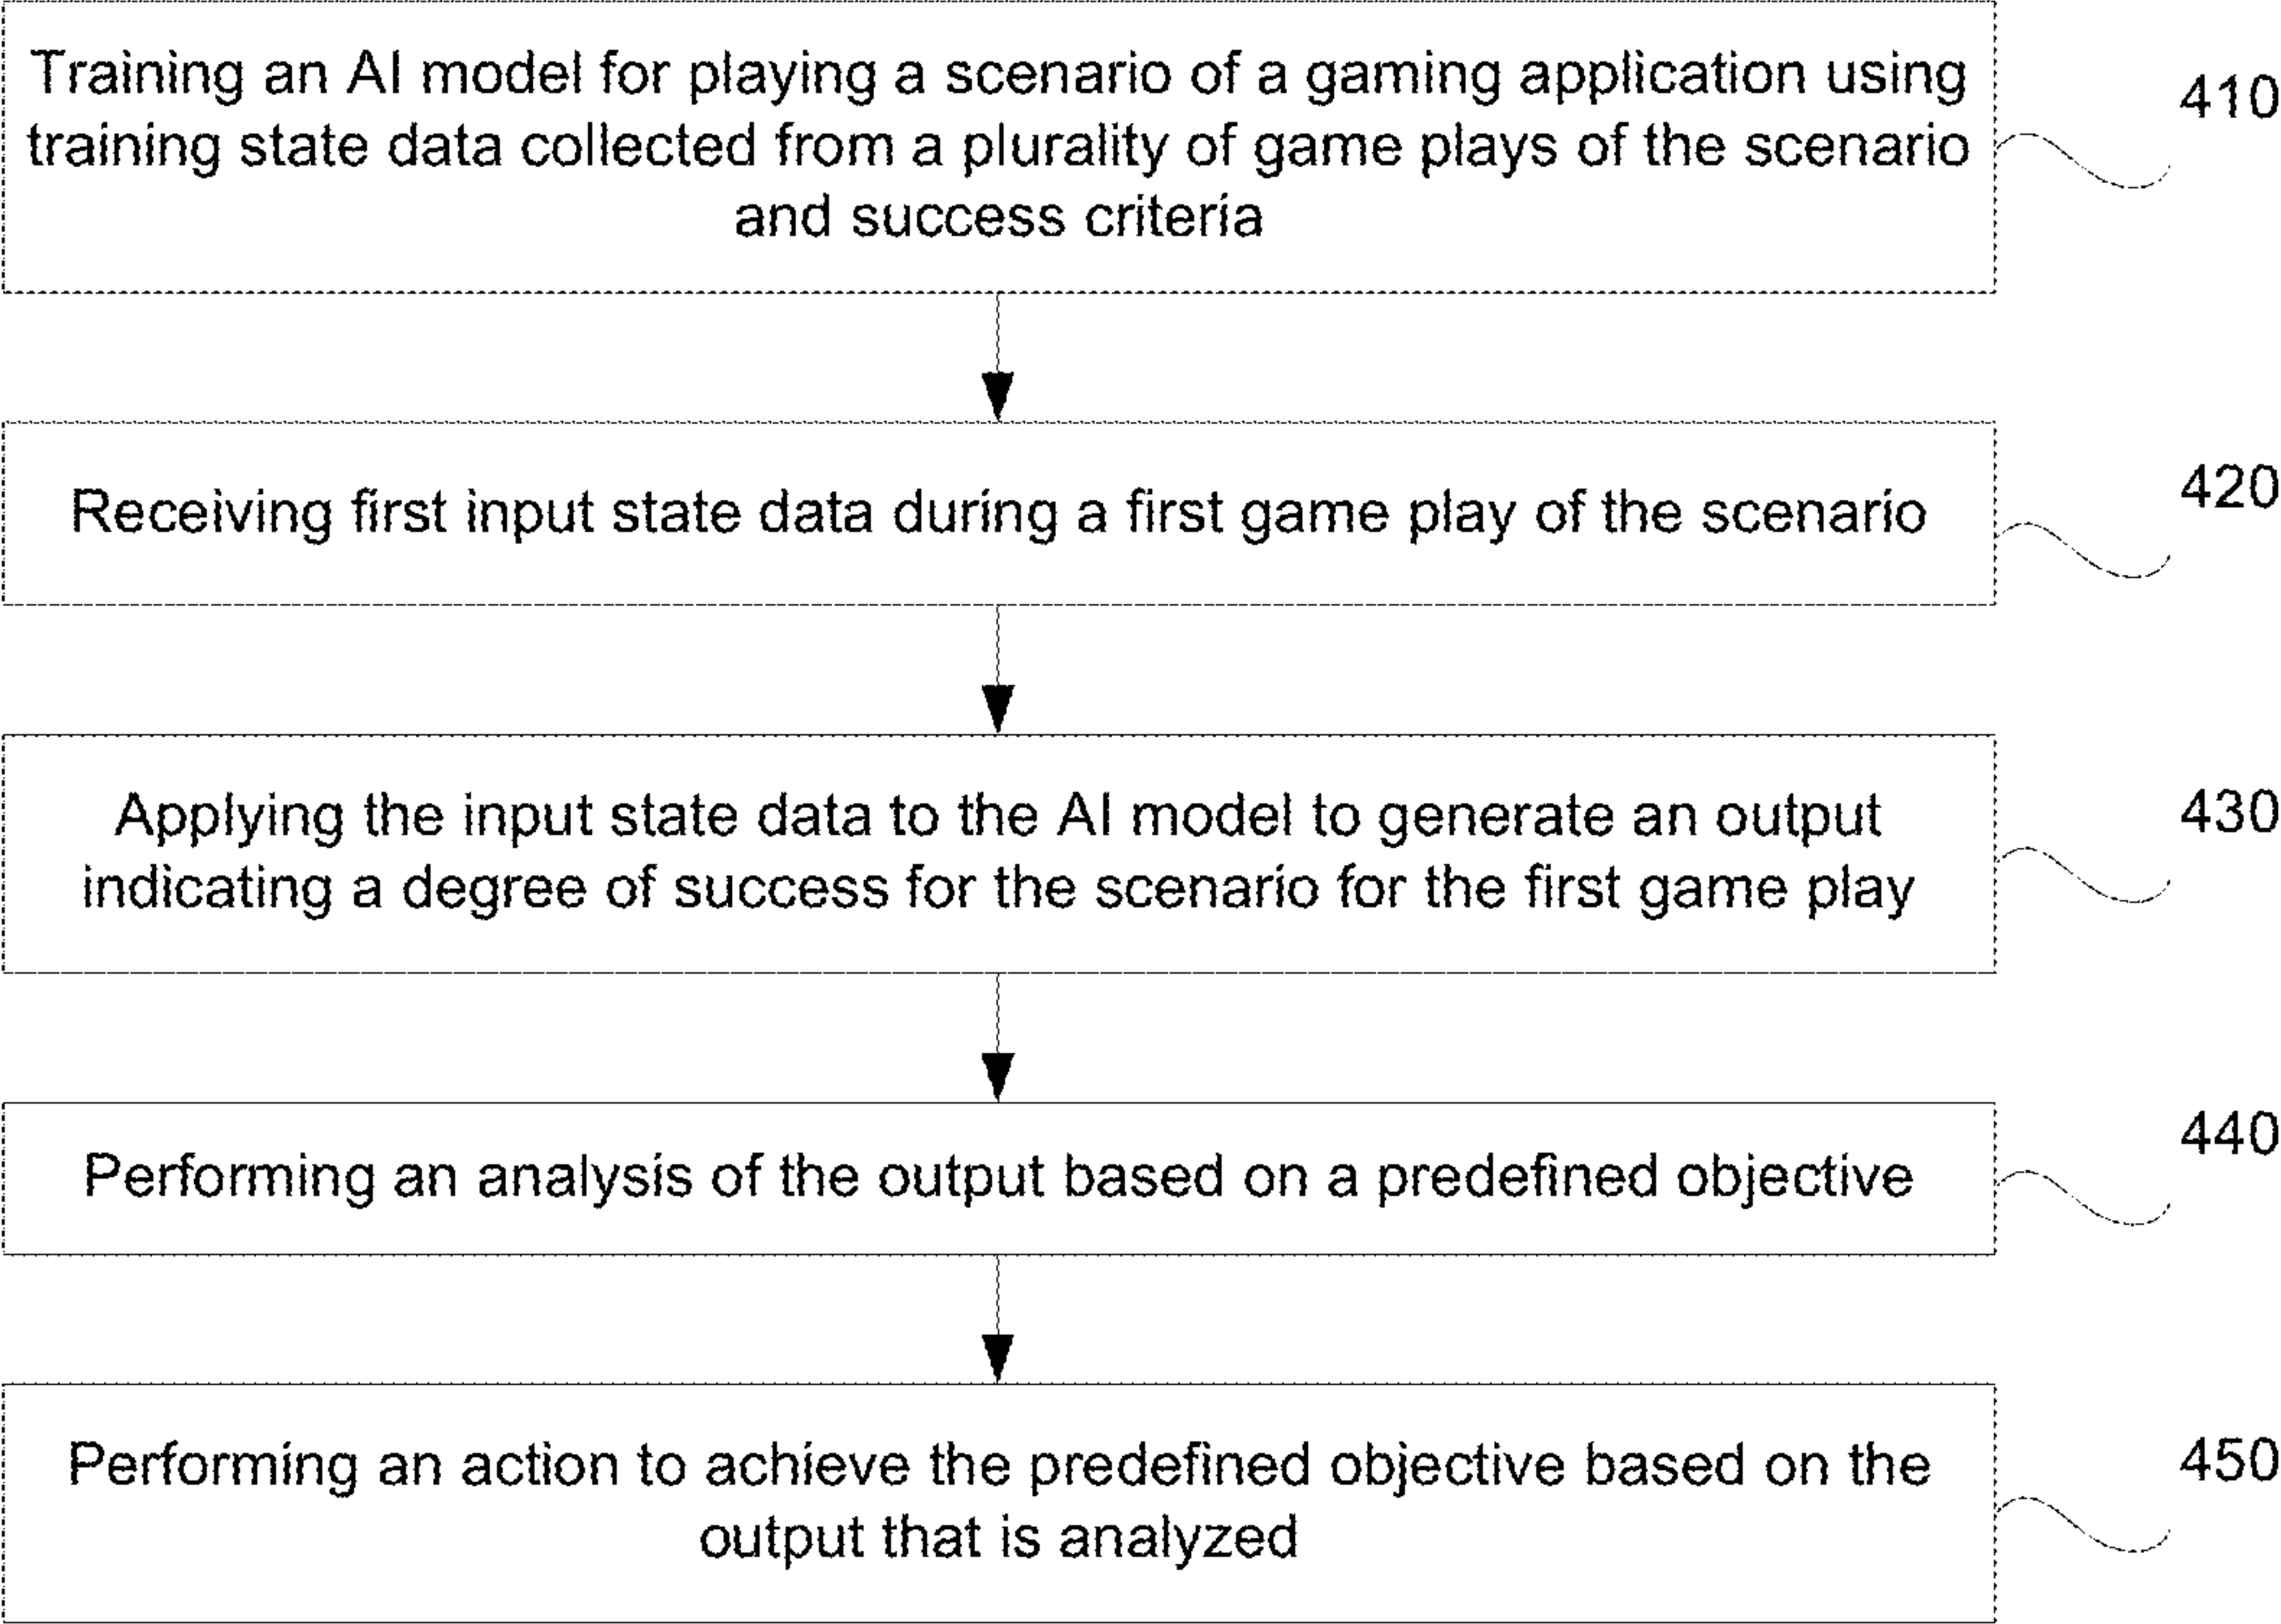 Training an AI model for playing a scenario of a gaming application using
training state data collected from a plurality of game plays of the scenario
and success criteria
410
Receiving first input state data during a first game play of the scenario
420
Applying the input state data to the AI model to generate an output
indicating a degree of success for the scenario for the first game play
430
Performing an analysis of the output based on a predefined objective
440
Performing an action to achieve the predefined objective based on the
output that is analyzed
450